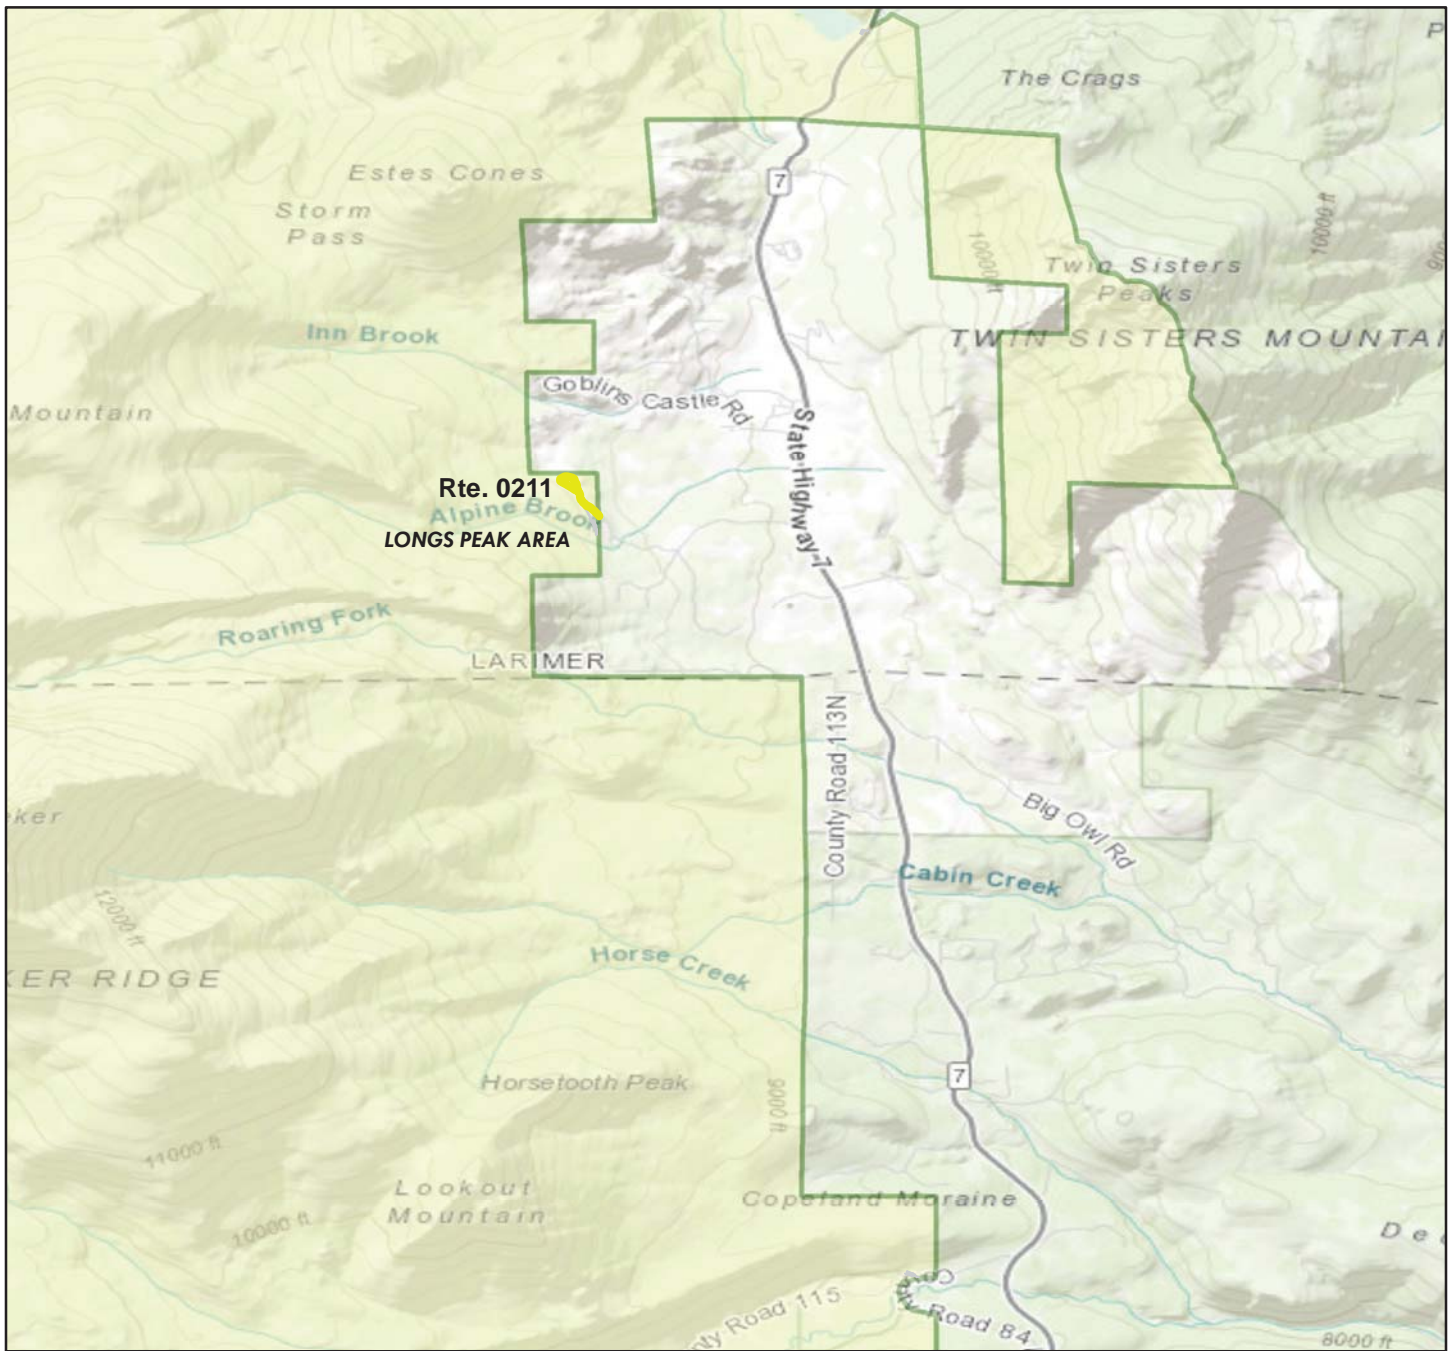 P
The Crags
Estes Cones
7
Storm
Pass
10000 ft
10000 ft
Twin Sisters
Peaks
Inn Brook
TWIN SISTERS MOUNTAI
Goblins Castle Rd
Mountain
State Highway 7
Rte. 0211
Alpine Brook
LONGS PEAK AREA
Roaring Fork
LARIMER
County Road 113N
Big Owl Rd
ker
Cabin Creek
12000 ft
Horse Creek
KER RIDGE
7
Horsetooth Peak
9000 ft
11000 ft
Lookout
Mountain
Copeland Moraine
10000 ft
De
nty Road 115
Road 84
8000 ft